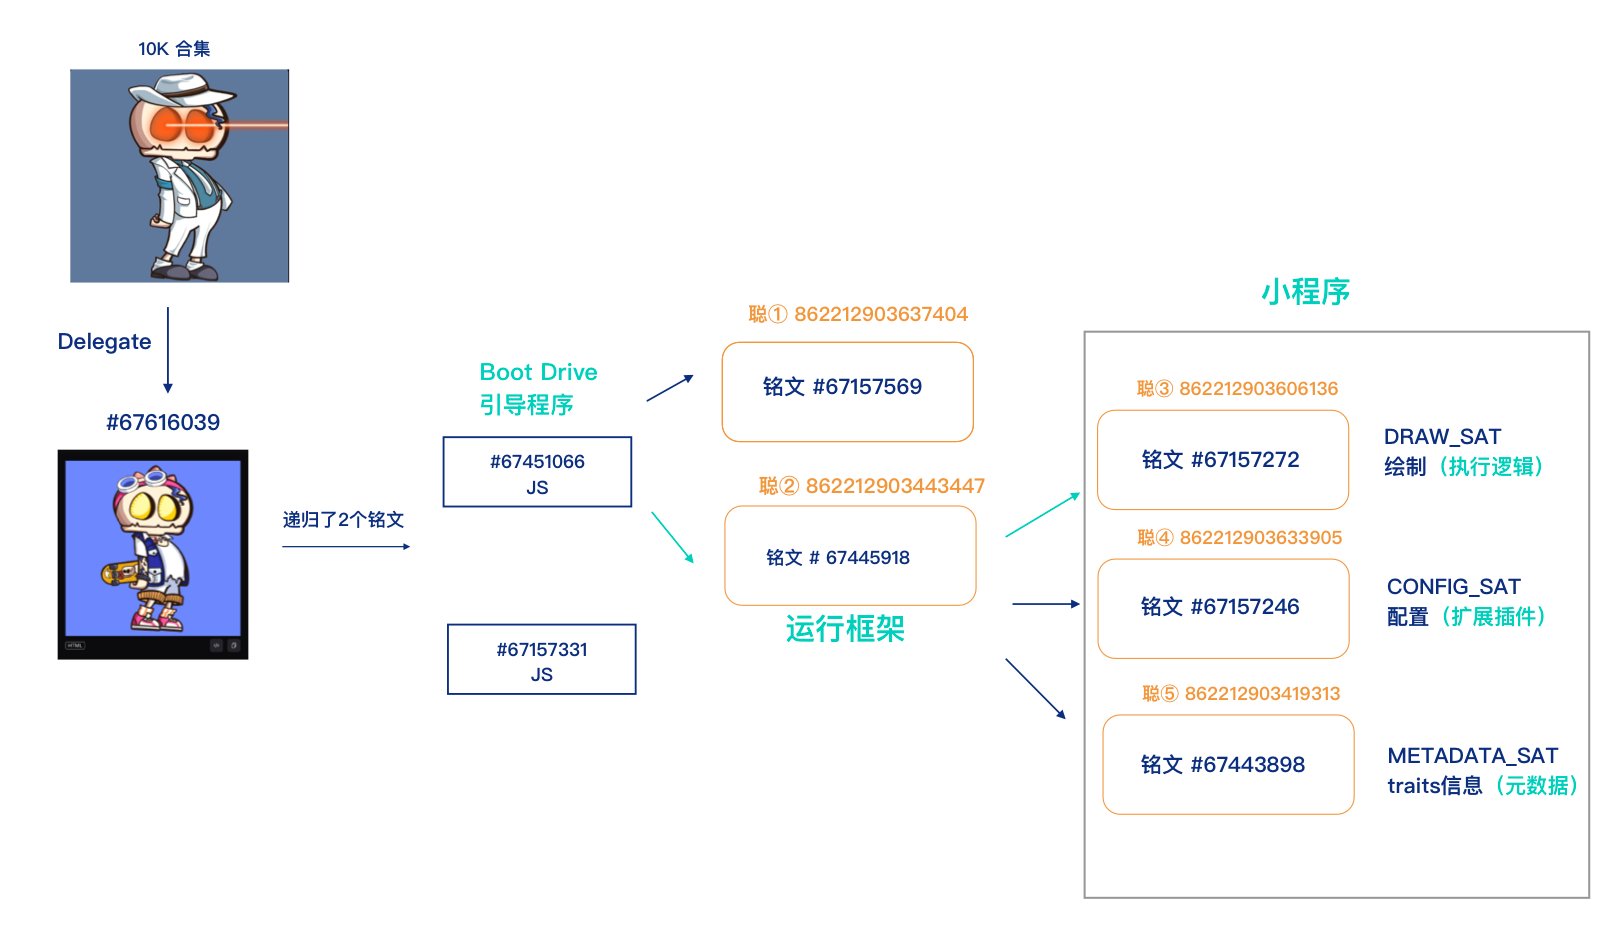 10K 合集
Delegate
#67616039
HTML
递归了2个铭文
Boot Drive
引导程序
#67451066
JS
#67157331
JS
聪① 862212903637404
铭文 #67157569
聪② 862212903443447
铭文 # 67445918
运行框架
小程序
聪③ 862212903606136
铭文 #67157272
DRAW_SAT
绘制（执行逻辑）
聪④ 862212903633905
铭文 #67157246
CONFIG_SAT
配置（扩展插件）
聪⑤ 862212903419313
铭文 #67443898
METADATA_SAT
traits信息（元数据）